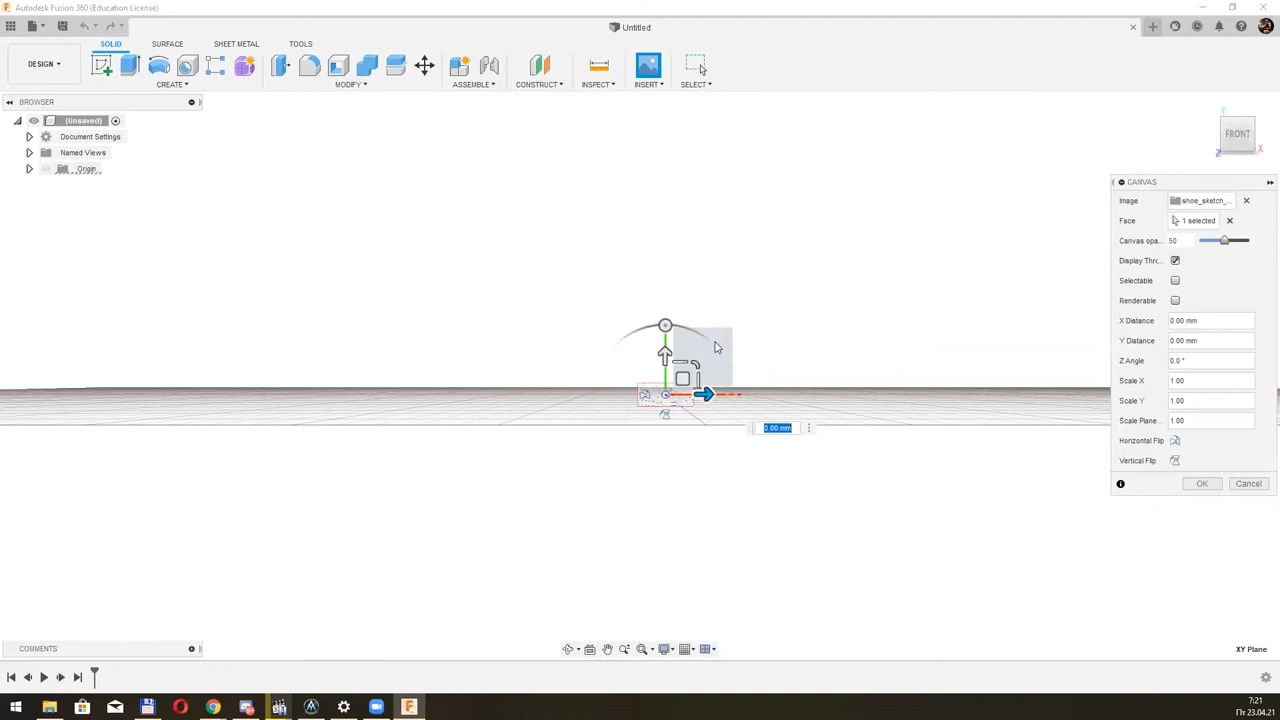 Autodesk Fusion 360 (Education License)
Untitled
SOLID SURFACE SHEET METAL TOOLS
DESIGN
CREATE MODIFY ASSEMBLE CONSTRUCT INSPECT INSERT SELECT
BROWSER
(Unsaved)
Document Settings
Named Views
Origin
Y
FRONT
X
Z
CANVAS
Image shoe_sketch_...
Face 1 selected
Canvas opa... 50
Display Thr...
Selectable
Renderable
X Distance 0.00 mm
Y Distance 0.00 mm
Z Angle 0.0 °
Scale X 1.00
Scale Y 1.00
Scale Plane ... 1.00
Horizontal Flip
Vertical Flip
OK Cancel
0.00 mm
COMMENTS
XY Plane
7:21
Пт 23.04.21